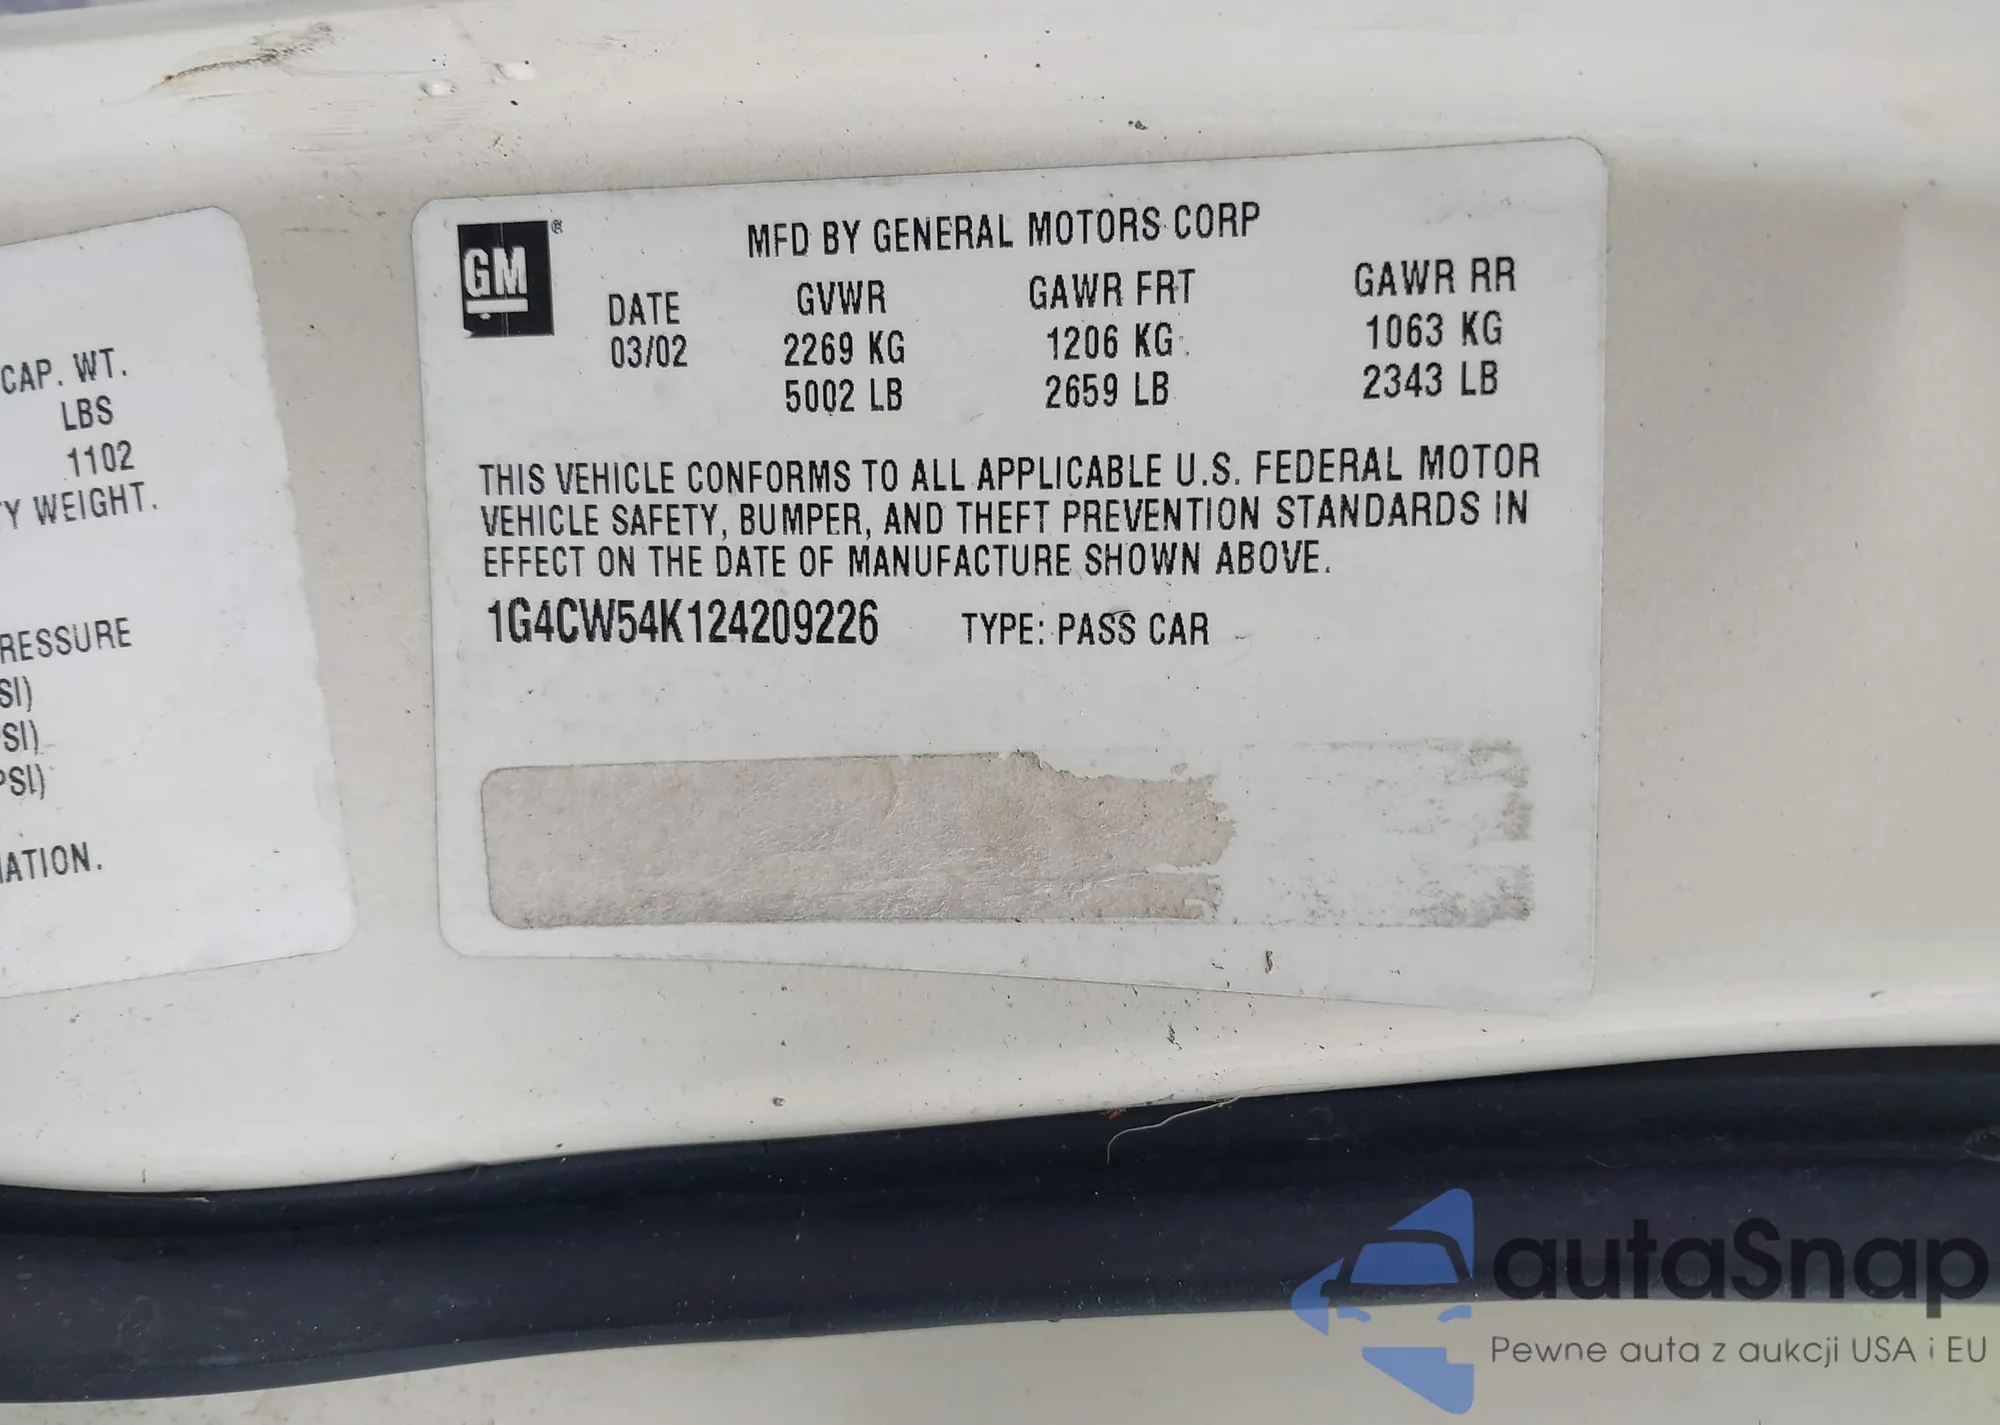 CAP. WT.
LBS
1102
Y WEIGHT.
RESSURE
SI)
PSI)
PSI)
ATION.
GM®
MFD BY GENERAL MOTORS CORP
DATE GVWR GAWR FRT GAWR RR
03/02 2269 KG 1206 KG 1063 KG
5002 LB 2659 LB 2343 LB
THIS VEHICLE CONFORMS TO ALL APPLICABLE U.S. FEDERAL MOTOR
VEHICLE SAFETY, BUMPER, AND THEFT PREVENTION STANDARDS IN
EFFECT ON THE DATE OF MANUFACTURE SHOWN ABOVE.
1G4CW54K124209226 TYPE: PASS CAR
autaSnap
Pewne auta z aukcji USA i EU